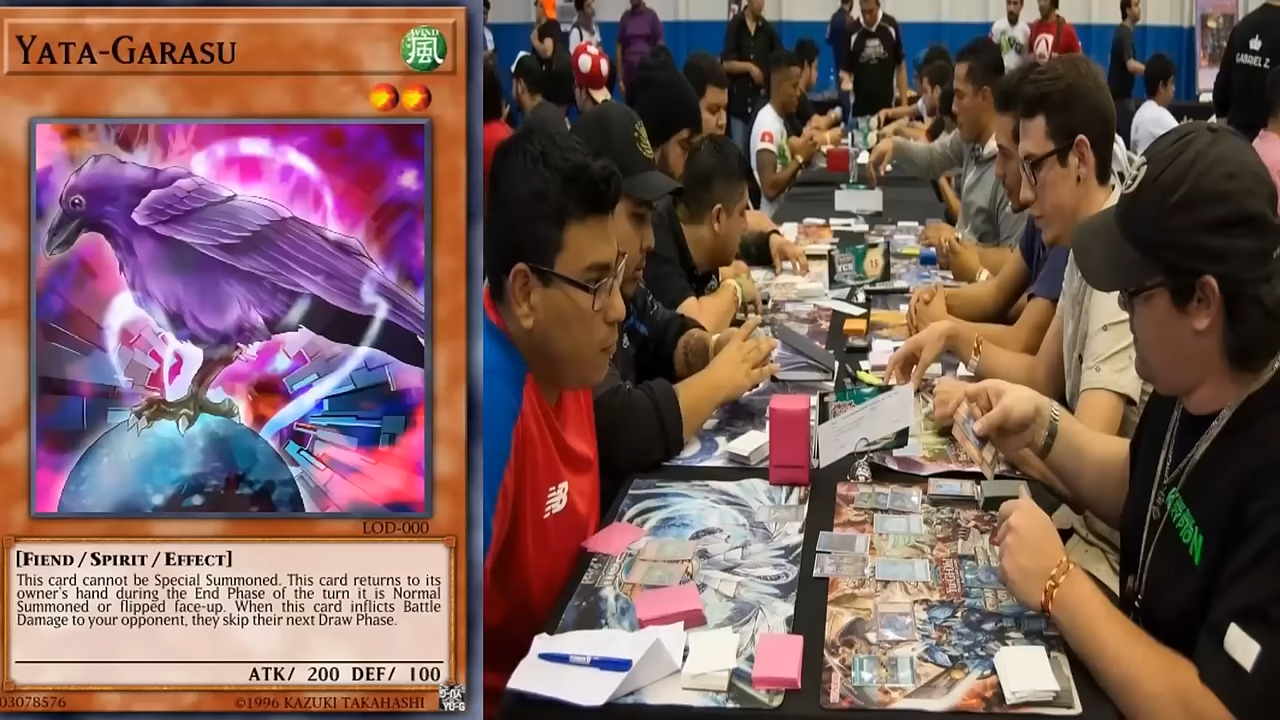 YATA-GARASU
WIND
風
LOD-000
[FIEND / SPIRIT / EFFECT]
This card cannot be Special Summoned. This card returns to its
owner's hand during the End Phase of the turn it is Normal
Summoned or flipped face-up. When this card inflicts Battle
Damage to your opponent, they skip their next Draw Phase.
ATK/ 200 DEF/ 100
03078576
©1996 KAZUKI TAKAHASHI
GABRIEL Z.
YCS
15